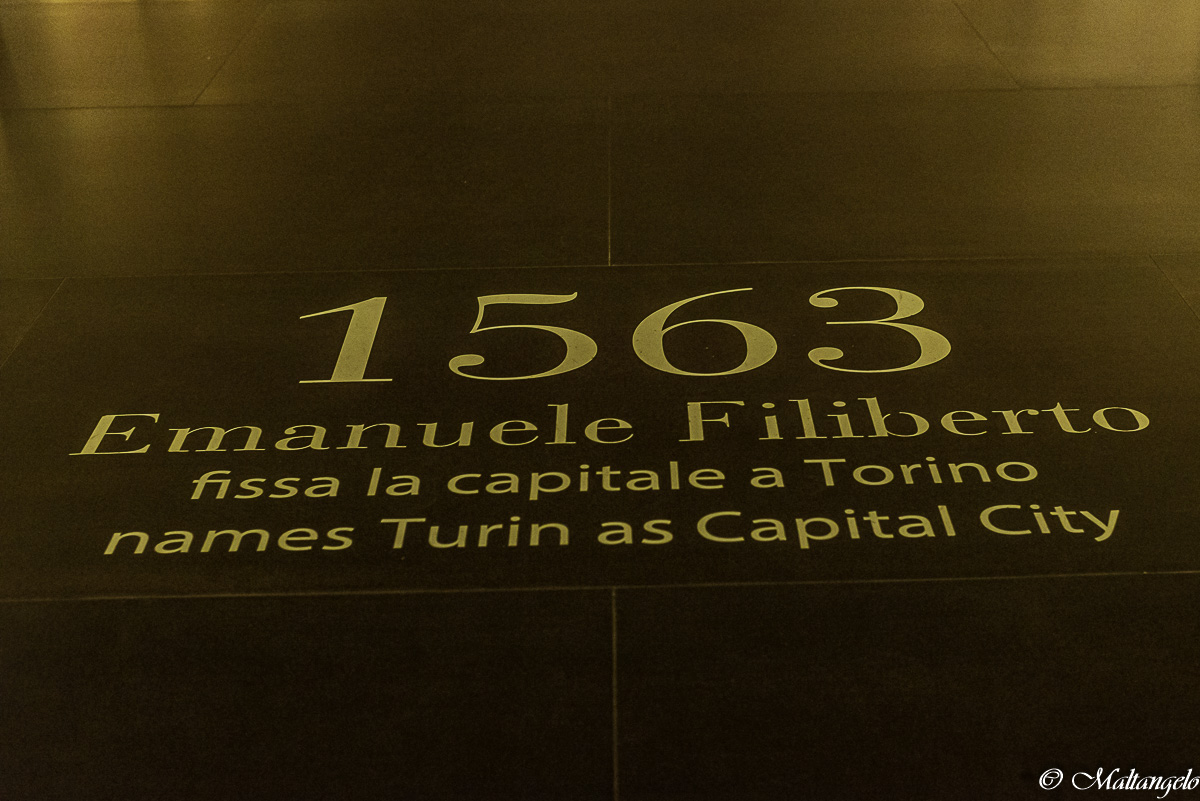 1563
Emanuele Filiberto
fissa la capitale a Torino
names Turin as Capital City
© Maltangelo